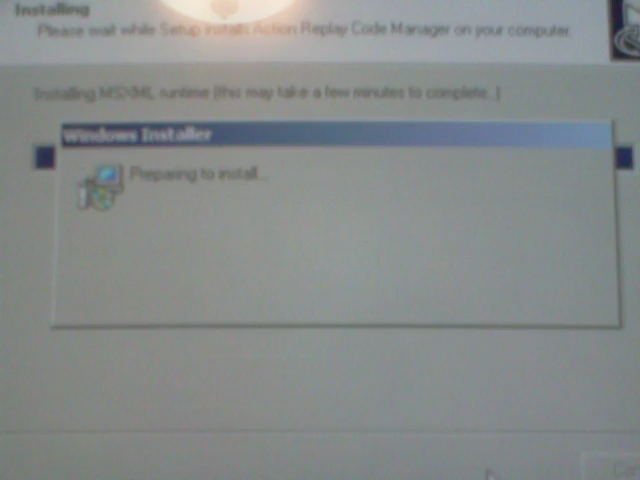 Installing
Please wait while Setup installs Action Replay Code Manager on your computer.
Installing MSXML runtime (this may take a few minutes to complete..)
Windows Installer
Preparing to install...